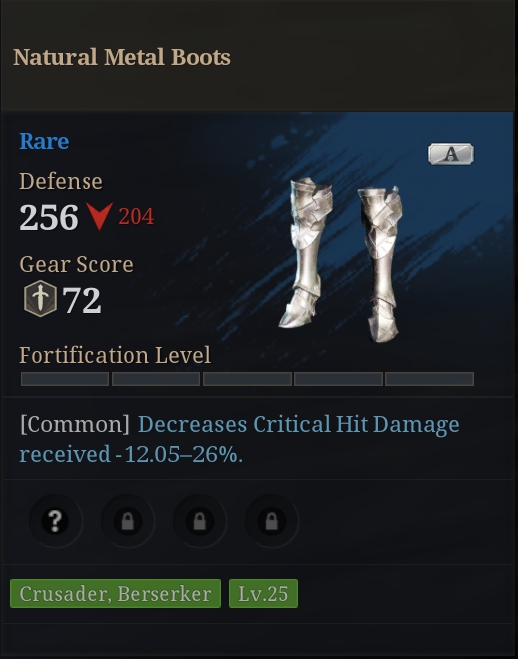 Natural Metal Boots
Rare
A
Defense
256 204
Gear Score
72
Fortification Level
[Common] Decreases Critical Hit Damage
received -12.05–26%.
?
Crusader, Berserker Lv.25